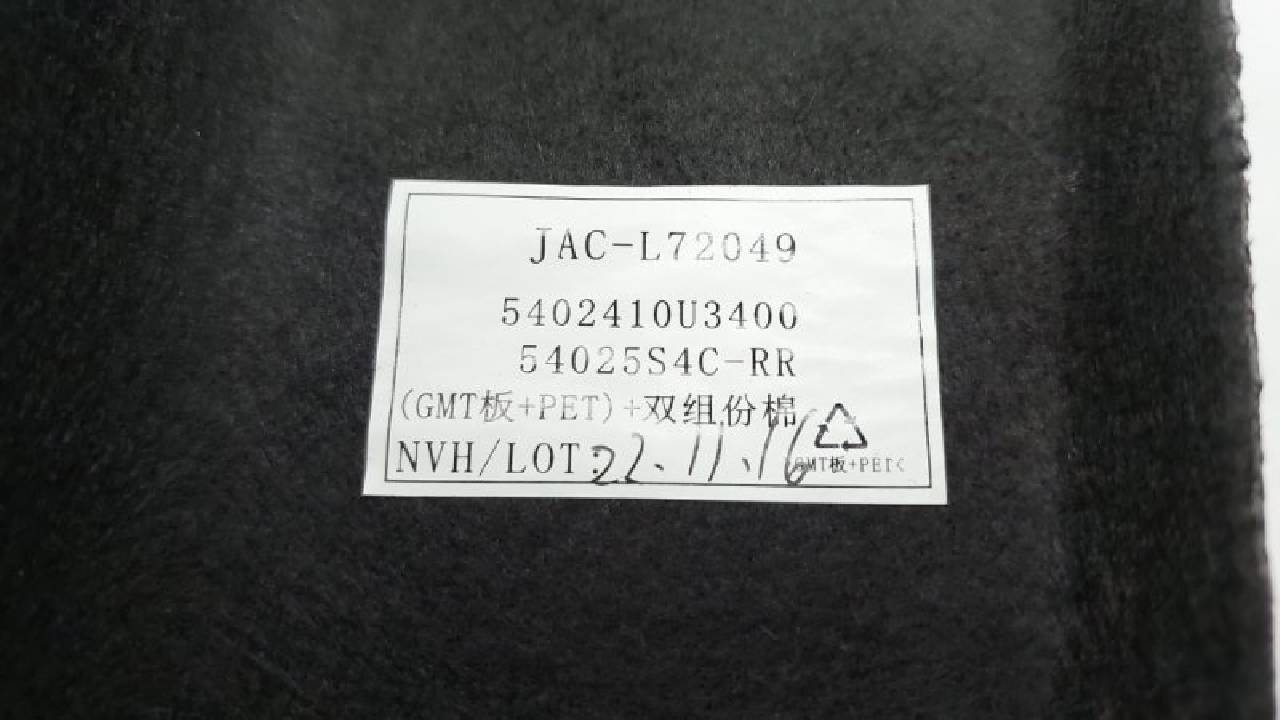 JAC-L72049
5402410U3400
54025S4C-RR
(GMT板+PET)+双组份棉
NVH/LOT:22.11.16
GMT板+PET<